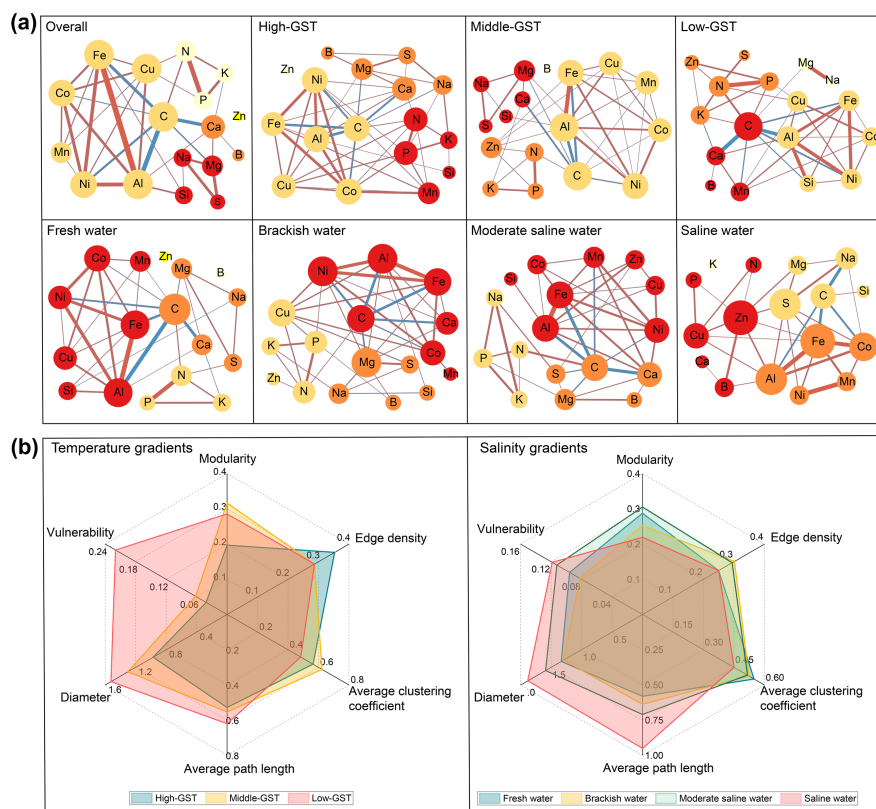 (a)
Overall
Fe
N
K
Cu
P
Co
Zn
C
Ca
Mn
B
Na
Mg
Ni
Al
Si
S
High-GST
B
S
Zn
Mg
Ni
Ca
Na
Fe
Al
C
N
K
P
Si
Cu
Co
Mn
Middle-GST
Mg
B
Cu
Na
Fe
Mn
Ca
Si
S
Al
Co
Zn
N
K
P
C
Ni
Low-GST
S
Zn
Mg
N
P
Na
Cu
Fe
K
C
Al
Co
Ca
B
Mn
Si
Ni
Fresh water
Co
Mn
Zn
Mg
B
Ni
Na
Fe
C
Cu
Ca
S
Si
Al
N
P
K
Brackish water
Al
Ni
Fe
Cu
C
Ca
K
P
Co
Mg
S
Mn
Zn
N
Na
B
Si
Moderate saline water
Co
Mn
Zn
Si
Cu
Na
Fe
Al
Ni
P
N
S
C
Ca
K
Mg
B
Saline water
K
N
Mg
Na
P
S
C
Si
Zn
Cu
Fe
Co
Ca
B
Al
Ni
Mn
(b)
Temperature gradients
Modularity
0.4
0.3
0.2
0.1
Edge density
0.4
0.3
0.2
0.1
Average clustering
coefficient
0.8
0.6
0.4
0.2
Average path length
0.8
0.6
0.4
Diameter
1.6
1.2
0.8
0.4
Vulnerability
0.24
0.18
0.12
0.06
High-GST
Middle-GST
Low-GST
Salinity gradients
Modularity
0.4
0.3
0.2
0.1
Edge density
0.4
0.3
0.2
0.1
Average clustering
coefficient
0.60
0.45
0.30
0.15
Average path length
1.00
0.75
0.50
0.25
Diameter
0
1.5
1.0
0.5
Vulnerability
0.16
0.12
0.08
0.04
Fresh water
Brackish water
Moderate saline water
Saline water